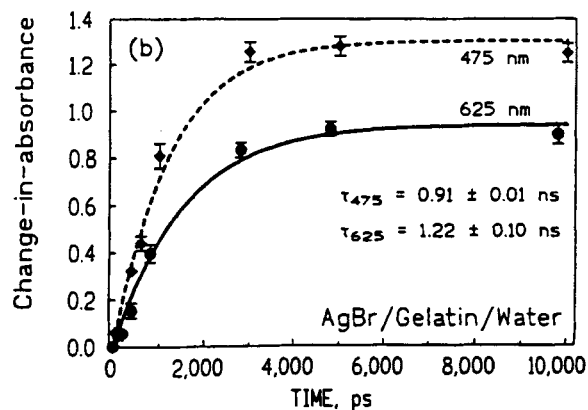 (b)
Change-in-absorbance
1.4
1.2
1.0
0.8
0.6
0.4
0.2
0.0
475 nm
625 nm
τ475 = 0.91 ± 0.01 ns
τ625 = 1.22 ± 0.10 ns
AgBr/Gelatin/Water
0 2,000 4,000 6,000 8,000 10,000
TIME, ps